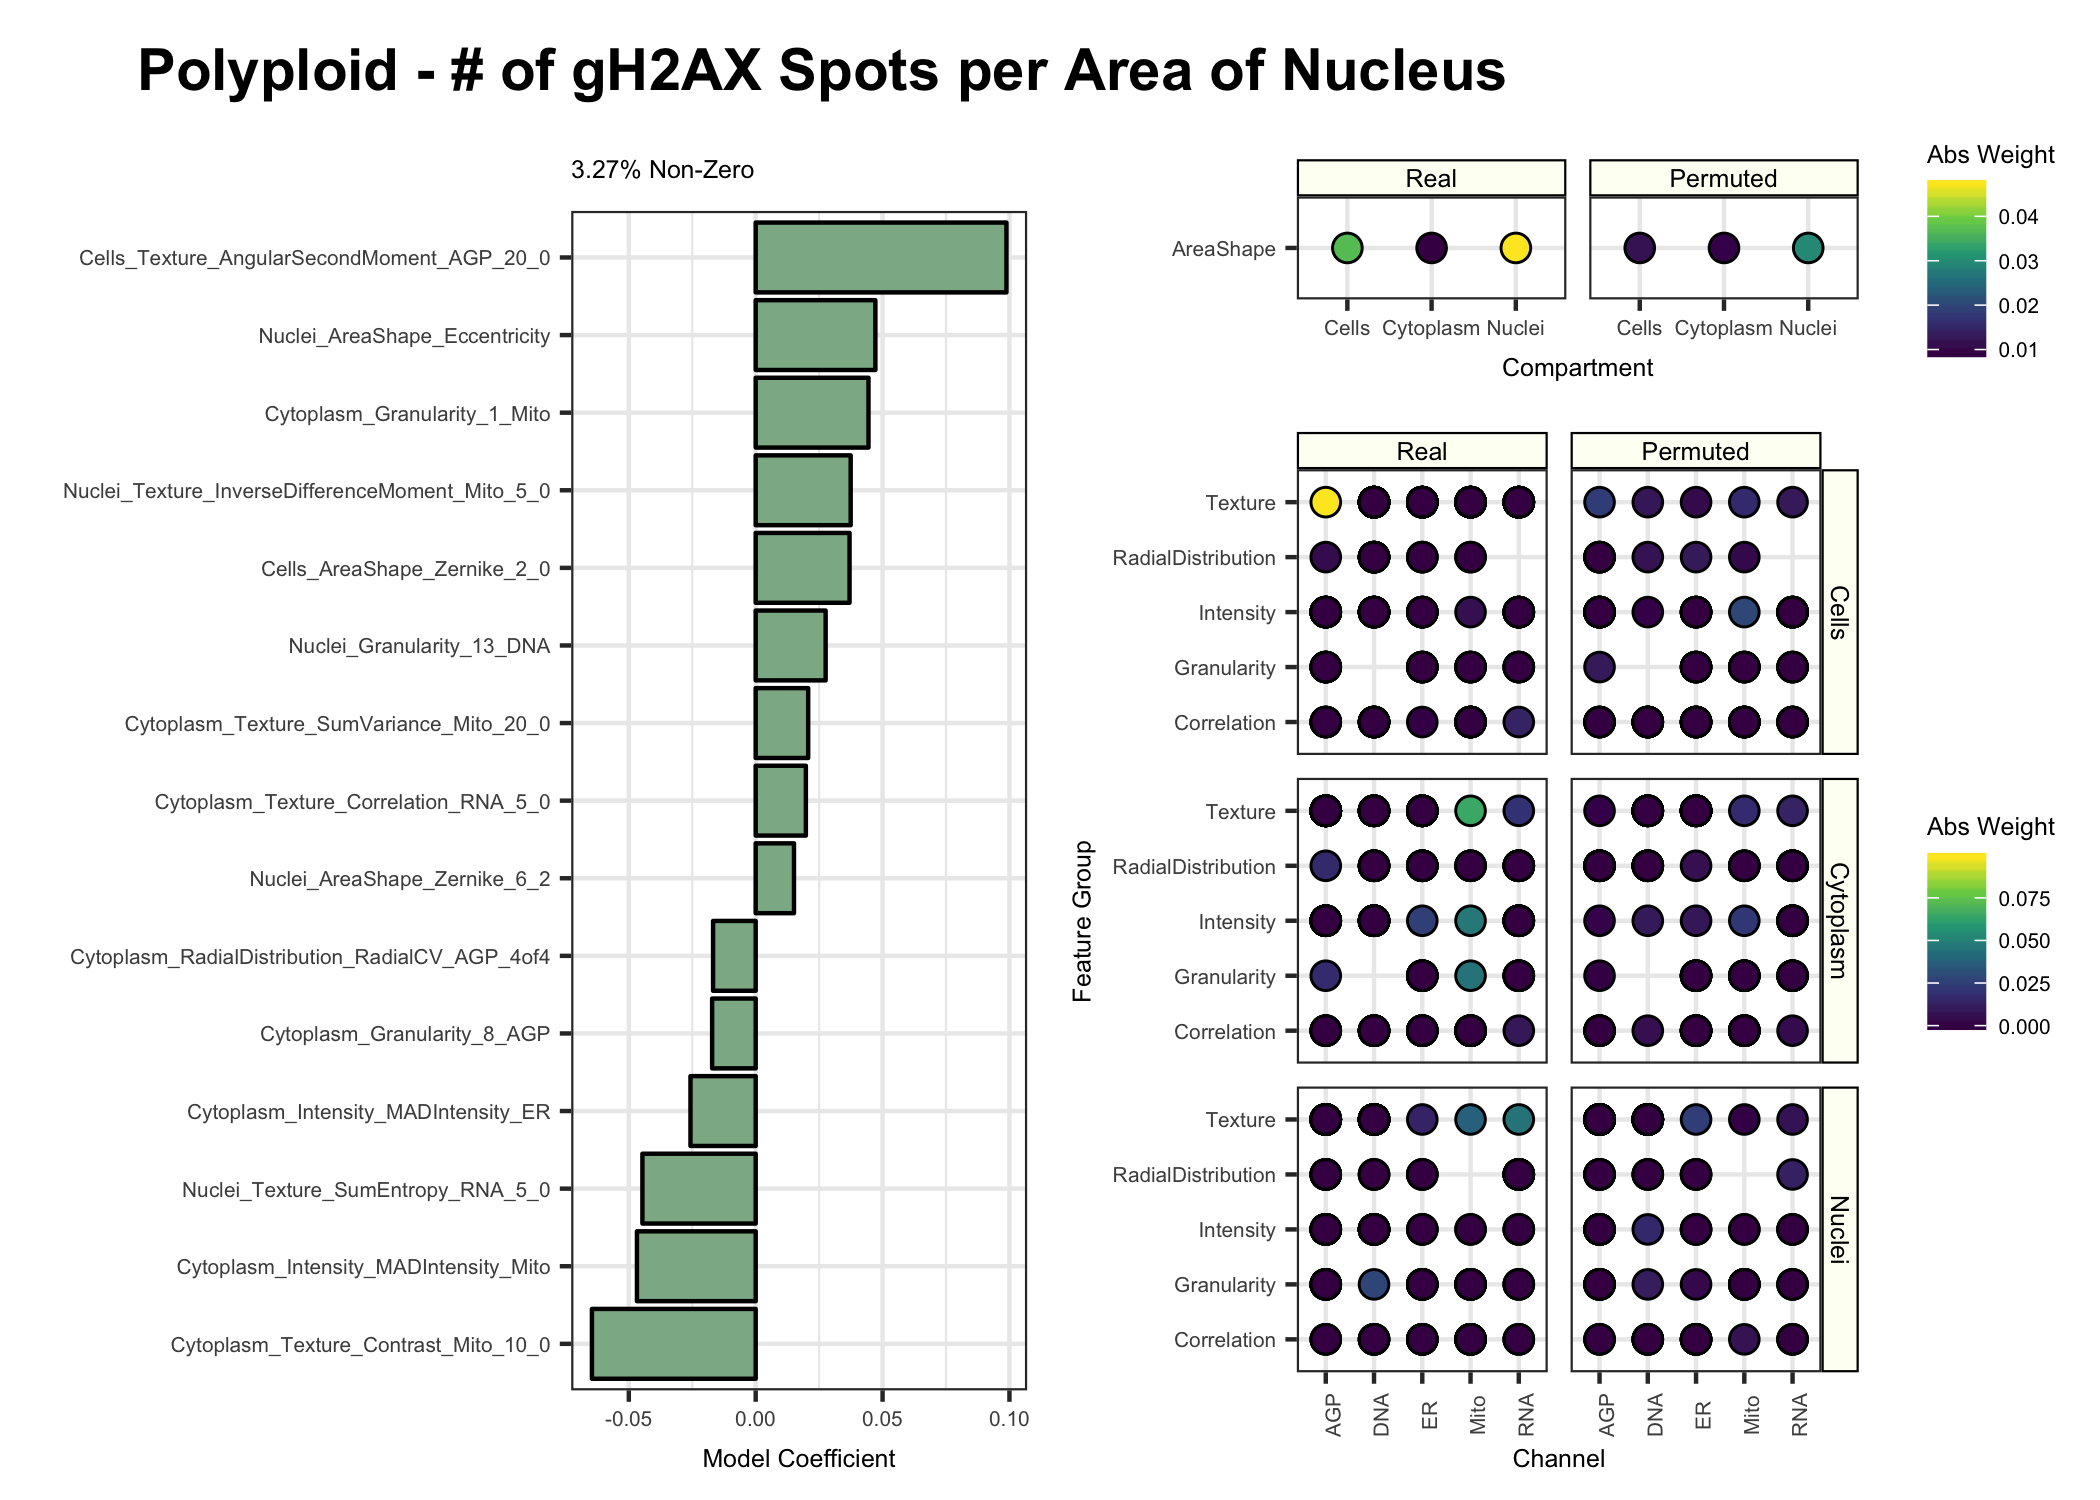 Polyploid - # of gH2AX Spots per Area of Nucleus
3.27% Non-Zero
Cells_Texture_AngularSecondMoment_AGP_20_0
Nuclei_AreaShape_Eccentricity
Cytoplasm_Granularity_1_Mito
Nuclei_Texture_InverseDifferenceMoment_Mito_5_0
Cells_AreaShape_Zernike_2_0
Nuclei_Granularity_13_DNA
Cytoplasm_Texture_SumVariance_Mito_20_0
Cytoplasm_Texture_Correlation_RNA_5_0
Nuclei_AreaShape_Zernike_6_2
Cytoplasm_RadialDistribution_RadialCV_AGP_4of4
Cytoplasm_Granularity_8_AGP
Cytoplasm_Intensity_MADIntensity_ER
Nuclei_Texture_SumEntropy_RNA_5_0
Cytoplasm_Intensity_MADIntensity_Mito
Cytoplasm_Texture_Contrast_Mito_10_0
-0.05 0.00 0.05 0.10
Model Coefficient
Real Permuted
AreaShape
Cells Cytoplasm Nuclei Cells Cytoplasm Nuclei
Compartment
Abs Weight
0.04
0.03
0.02
0.01
Real Permuted
Feature Group
Texture
RadialDistribution
Intensity
Granularity
Correlation
Cells
Texture
RadialDistribution
Intensity
Granularity
Correlation
Cytoplasm
Texture
RadialDistribution
Intensity
Granularity
Correlation
Nuclei
AGP DNA ER Mito RNA AGP DNA ER Mito RNA
Channel
Abs Weight
0.075
0.050
0.025
0.000